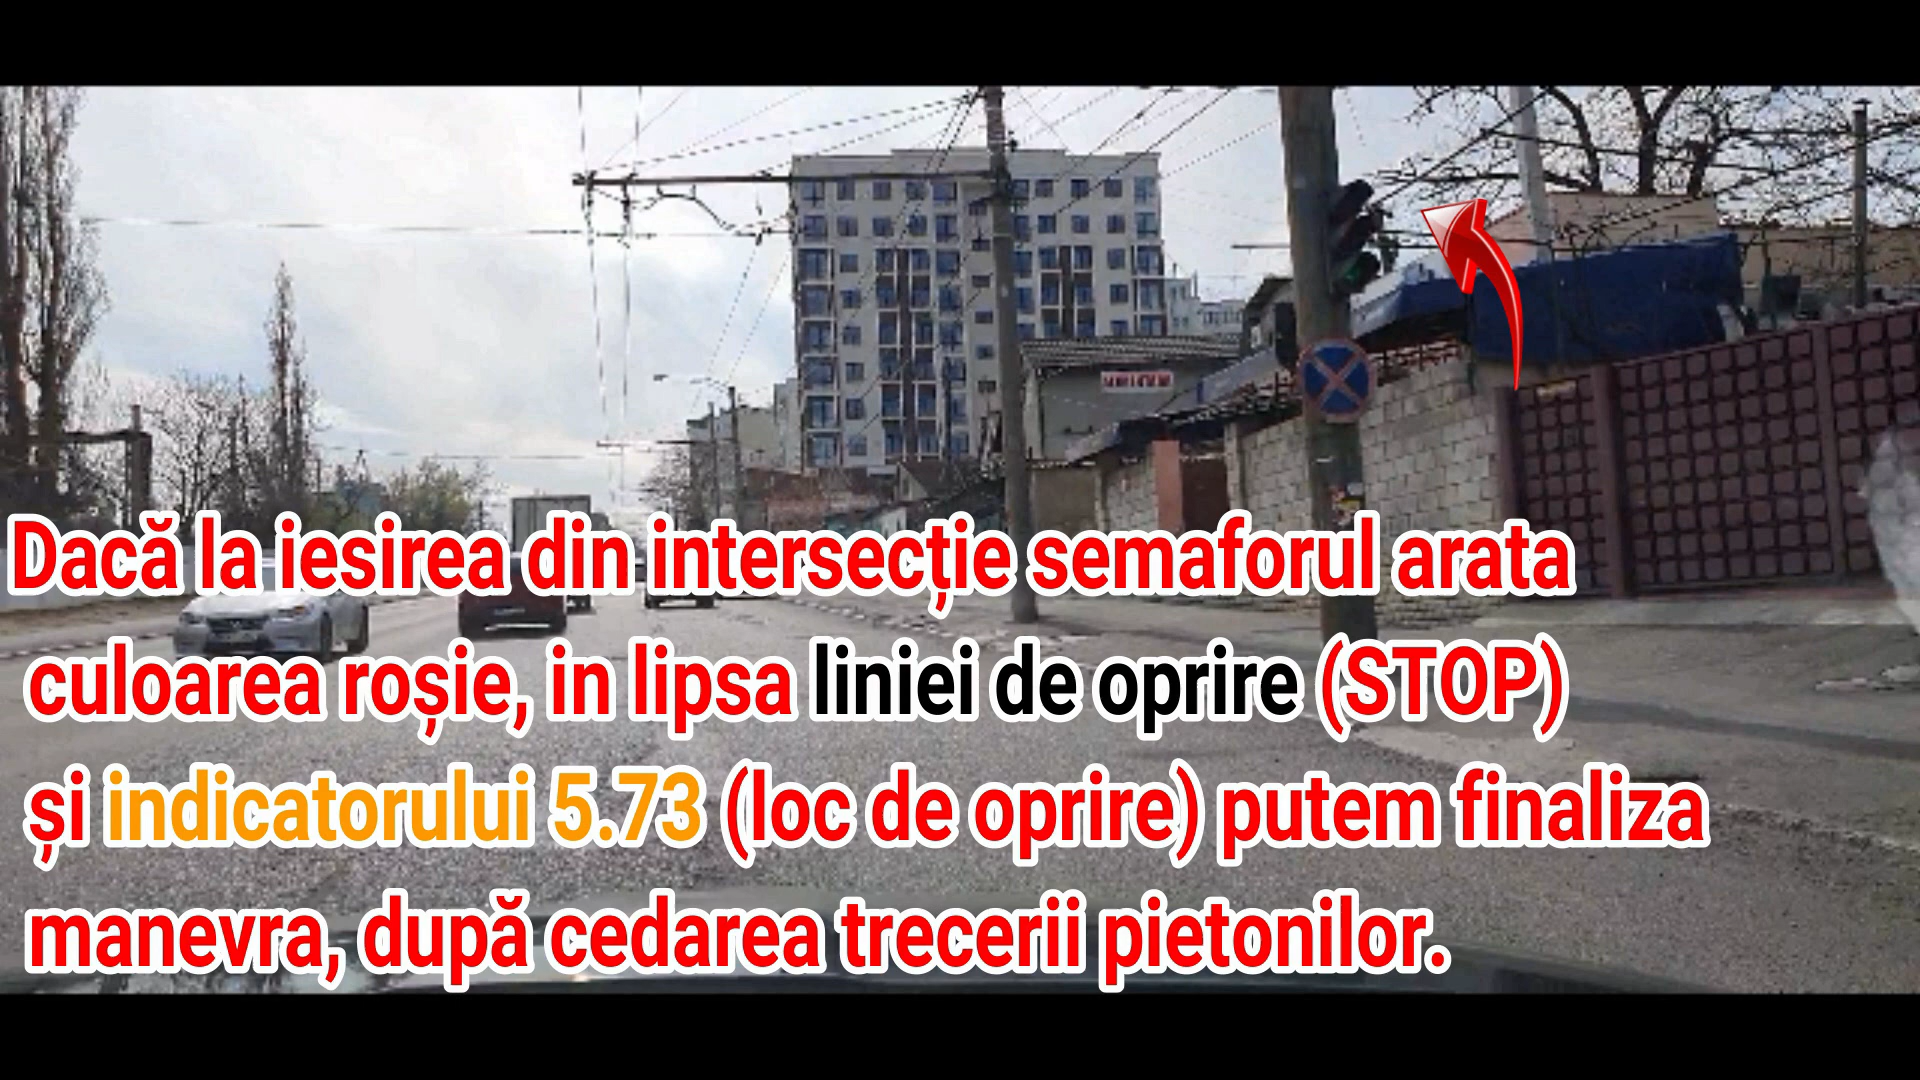 Dacă la iesirea din intersecție semaforul arata
culoarea roșie, in lipsa liniei de oprire (STOP)
și indicatorului 5.73 (loc de oprire) putem finaliza
manevra, după cedarea trecerii pietonilor.